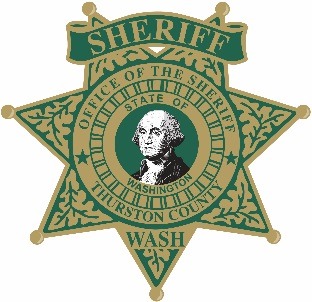 SHERIFF
OFFICE OF THE SHERIFF
STATE OF
WASHINGTON
THURSTON COUNTY
WASH